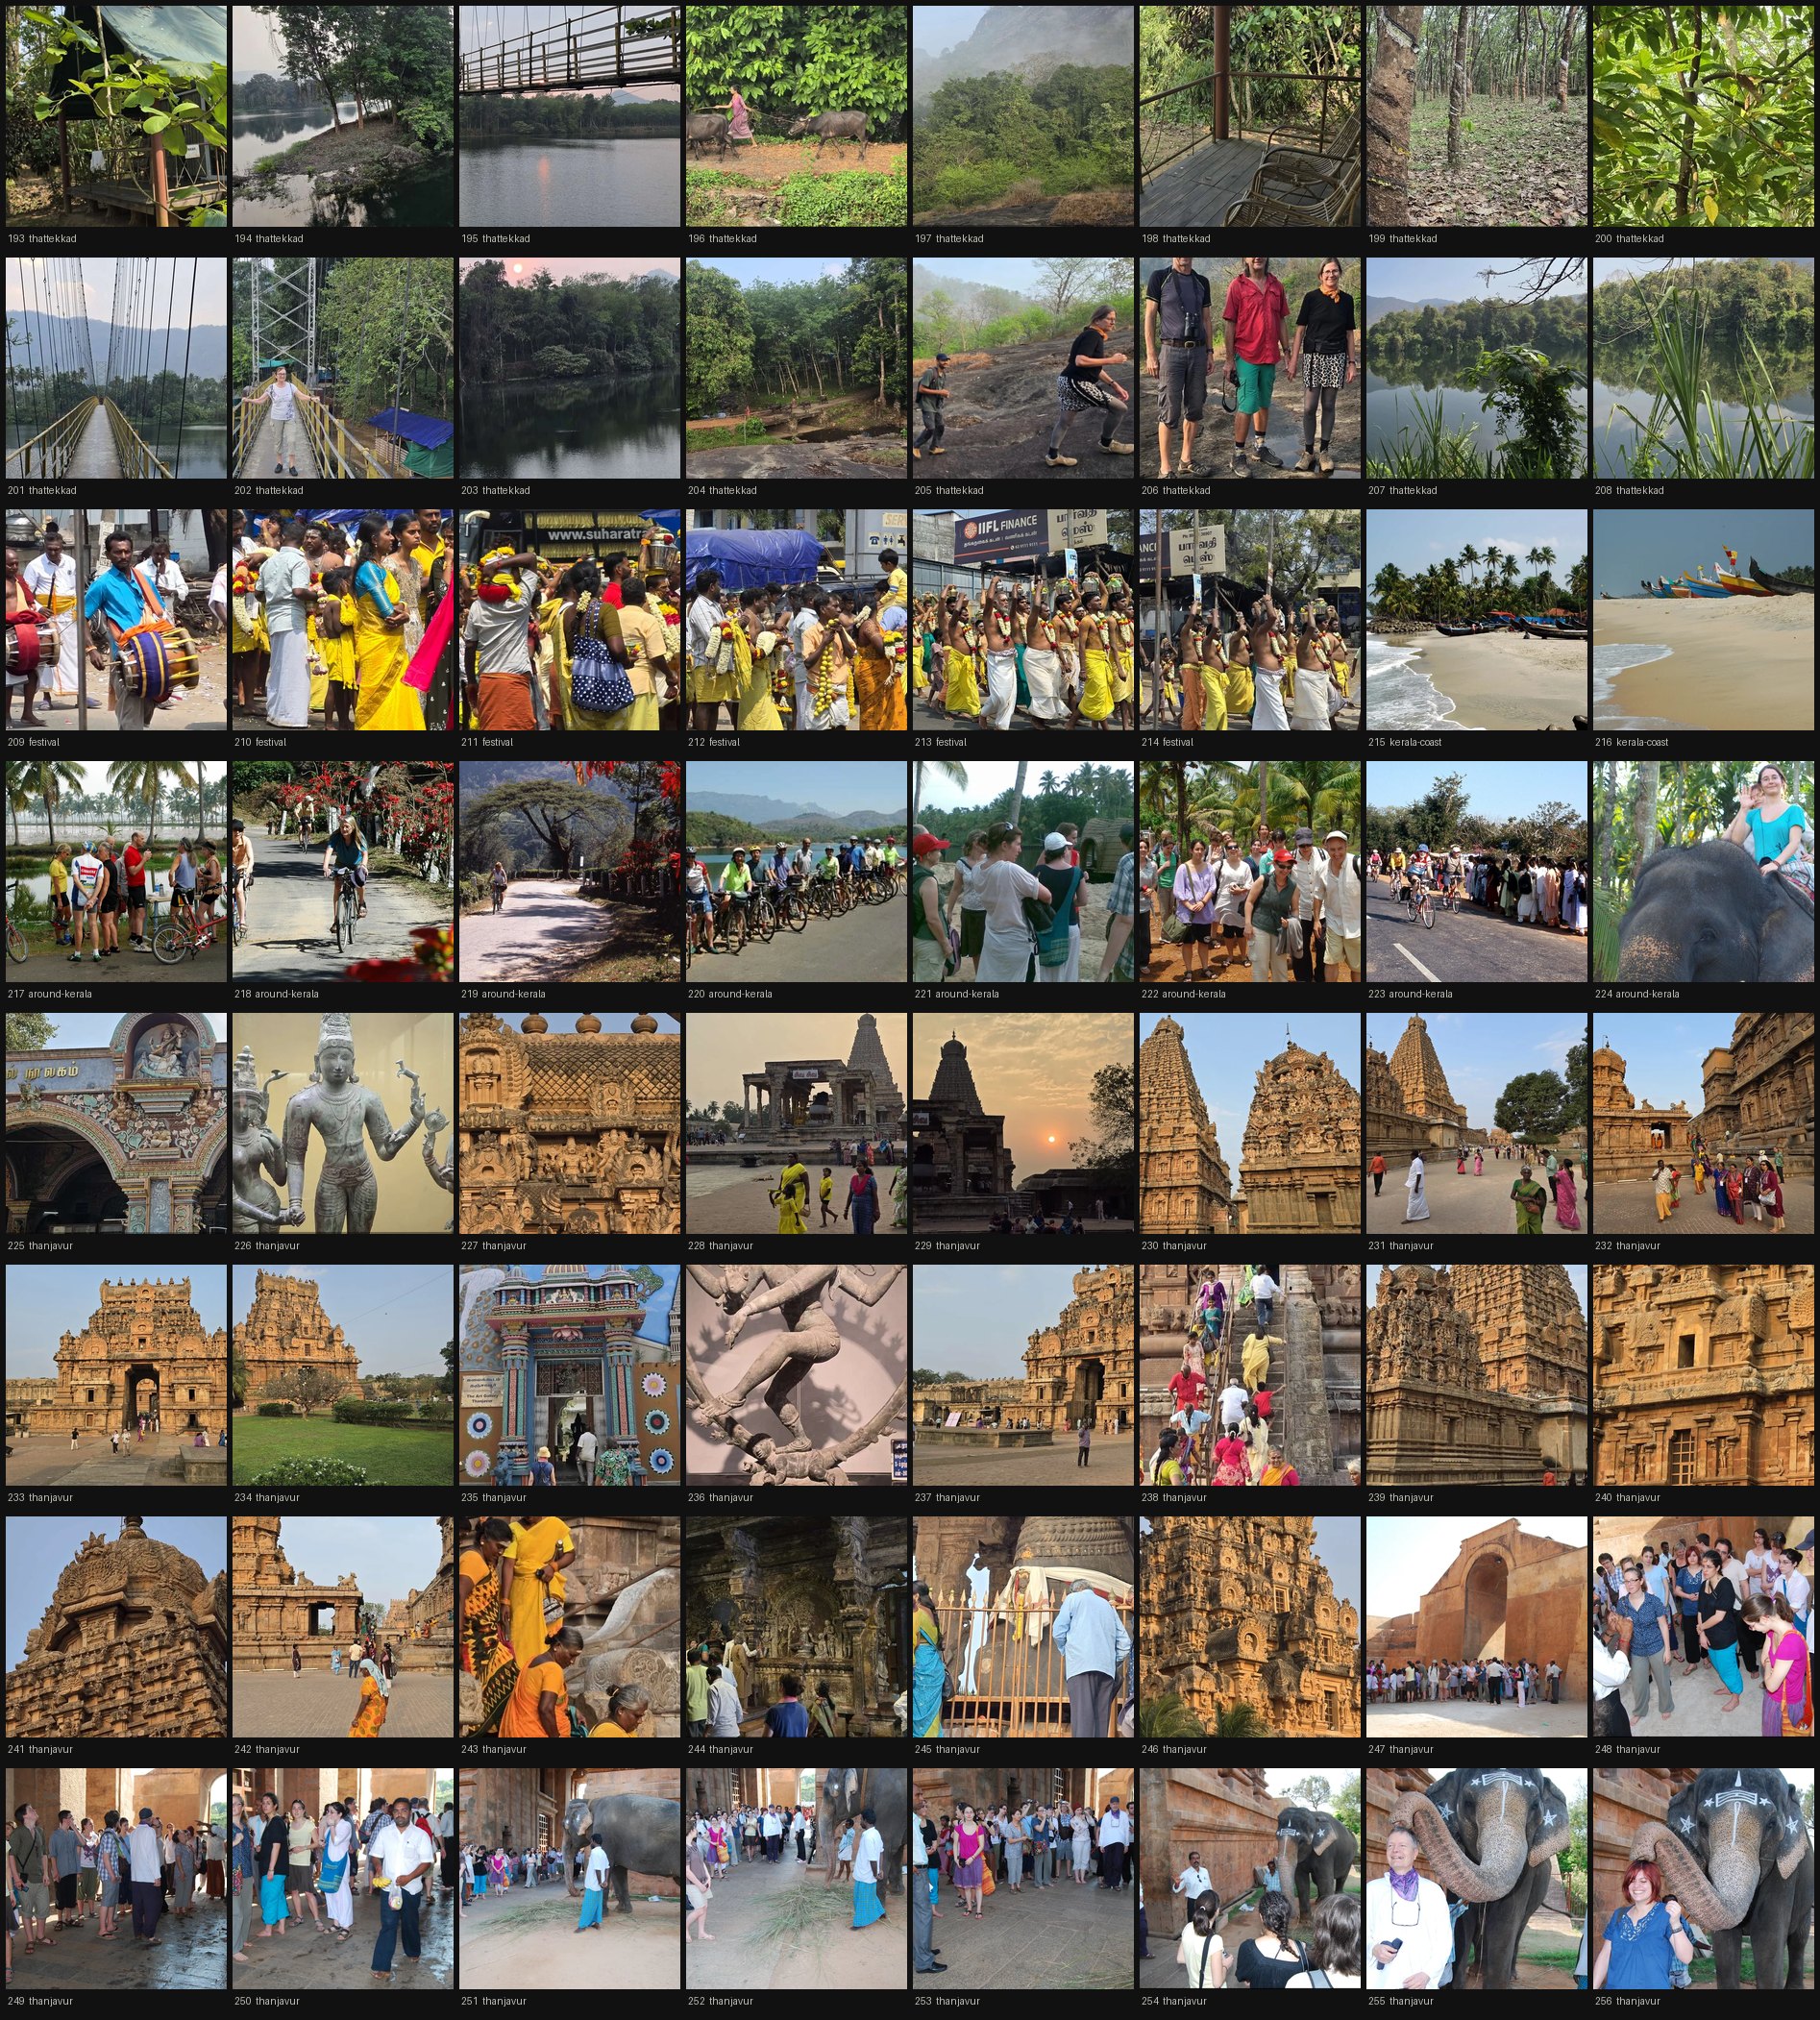 193 thattekkad
194 thattekkad
195 thattekkad
196 thattekkad
197 thattekkad
198 thattekkad
199 thattekkad
200 thattekkad
201 thattekkad
202 thattekkad
203 thattekkad
204 thattekkad
205 thattekkad
206 thattekkad
207 thattekkad
208 thattekkad
www.suharatr
SERV
IIFL FINANCE
பார்வதி
மெஸ்
209 festival
210 festival
211 festival
212 festival
213 festival
214 festival
215 kerala-coast
216 kerala-coast
217 around-kerala
218 around-kerala
219 around-kerala
220 around-kerala
221 around-kerala
222 around-kerala
223 around-kerala
224 around-kerala
ல நூலகம்
225 thanjavur
226 thanjavur
227 thanjavur
228 thanjavur
229 thanjavur
230 thanjavur
231 thanjavur
232 thanjavur
233 thanjavur
234 thanjavur
235 thanjavur
236 thanjavur
237 thanjavur
238 thanjavur
239 thanjavur
240 thanjavur
241 thanjavur
242 thanjavur
243 thanjavur
244 thanjavur
245 thanjavur
246 thanjavur
247 thanjavur
248 thanjavur
249 thanjavur
250 thanjavur
251 thanjavur
252 thanjavur
253 thanjavur
254 thanjavur
255 thanjavur
256 thanjavur